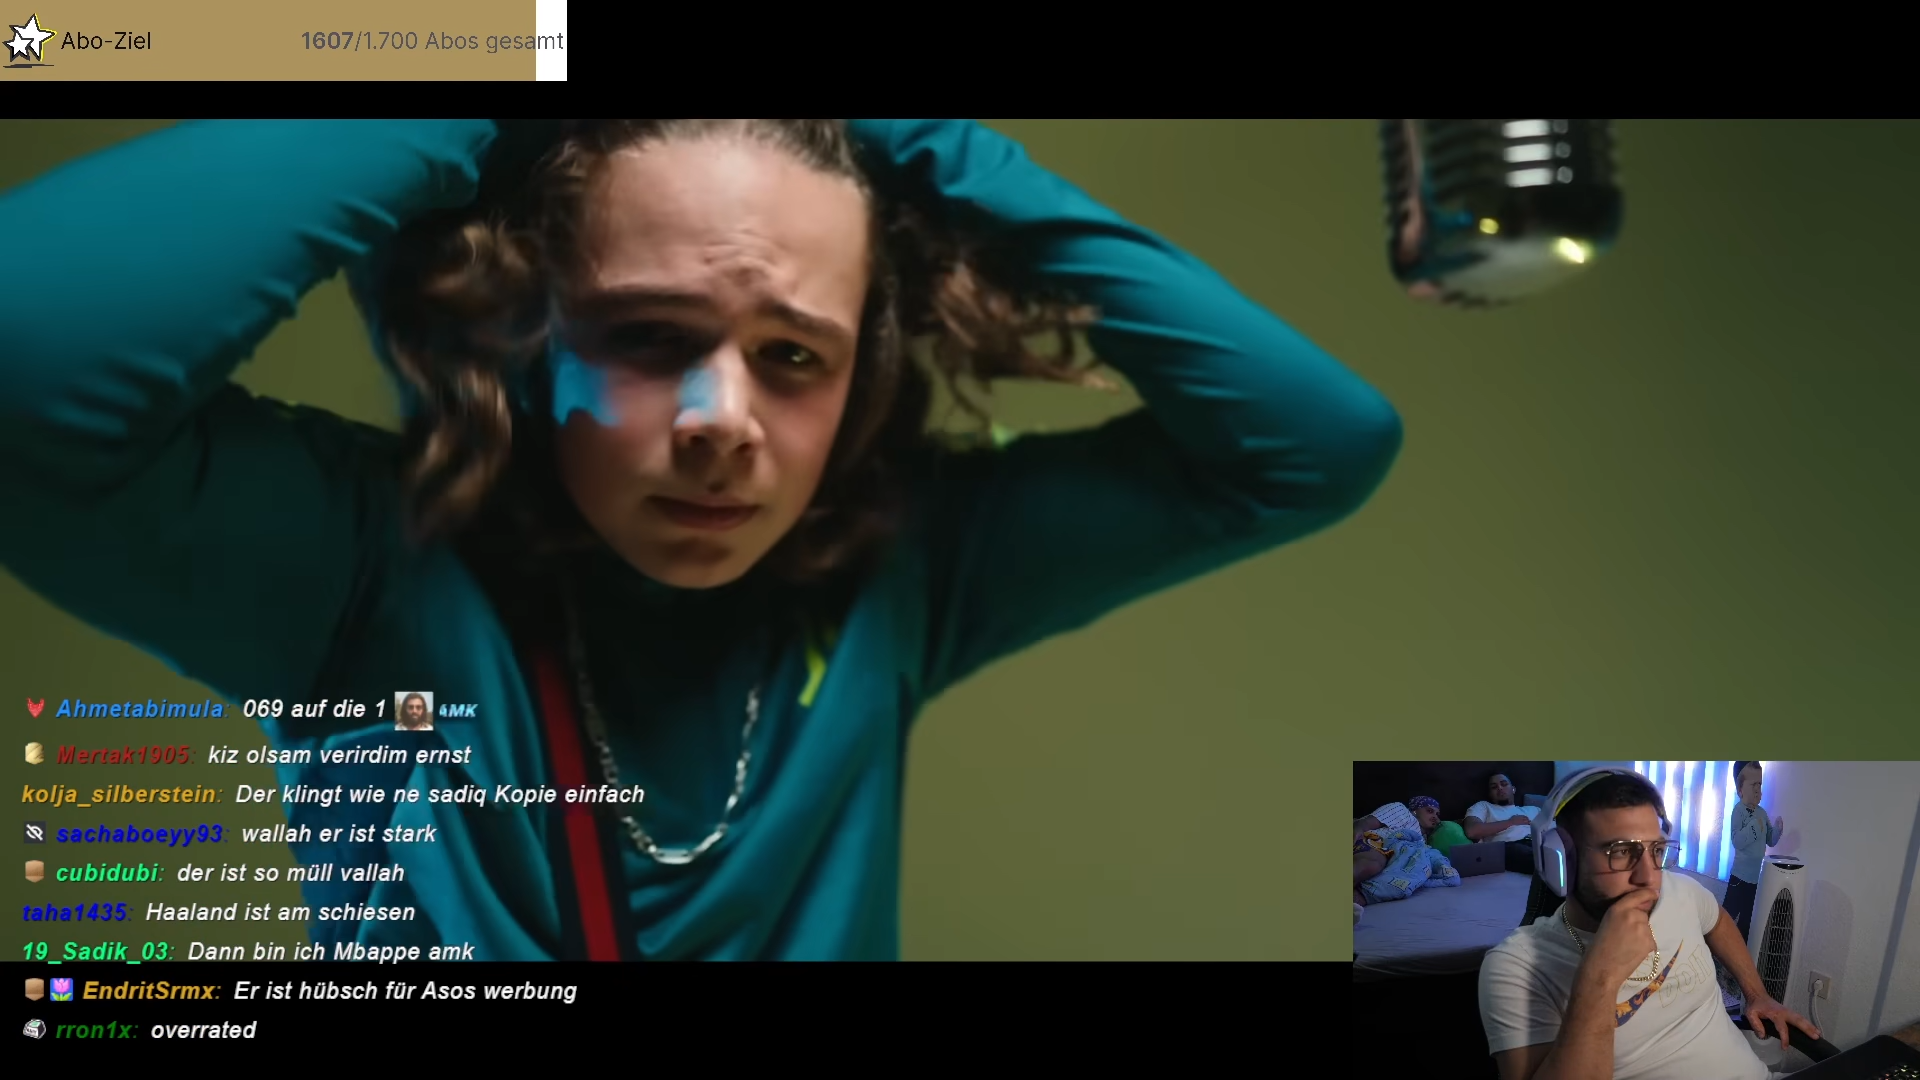 Abo-Ziel 1607/1.700 Abos gesamt
Ahmetabimula: 069 auf die 1 AMK
Mertak1905: kiz olsam verirdim ernst
kolja_silberstein: Der klingt wie ne sadiq Kopie einfach
sachaboeyy93: wallah er ist stark
cubidubi: der ist so müll vallah
taha1435: Haaland ist am schiesen
19_Sadik_03: Dann bin ich Mbappe amk
EndritSrmx: Er ist hübsch für Asos werbung
rron1x: overrated